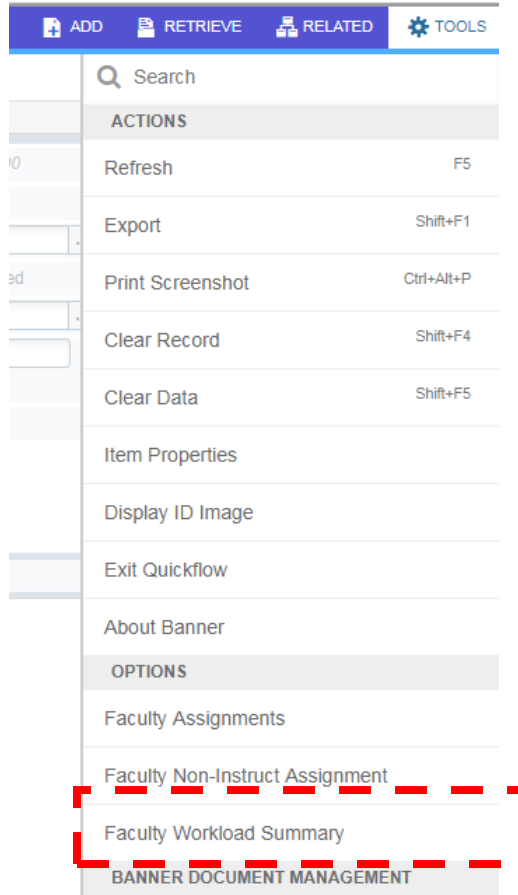 ADD RETRIEVE RELATED TOOLS
Search
ACTIONS
Refresh F5
Export Shift+F1
Print Screenshot Ctrl+Alt+P
Clear Record Shift+F4
Clear Data Shift+F5
Item Properties
Display ID Image
Exit Quickflow
About Banner
OPTIONS
Faculty Assignments
Faculty Non-Instruct Assignment
Faculty Workload Summary
BANNER DOCUMENT MANAGEMENT